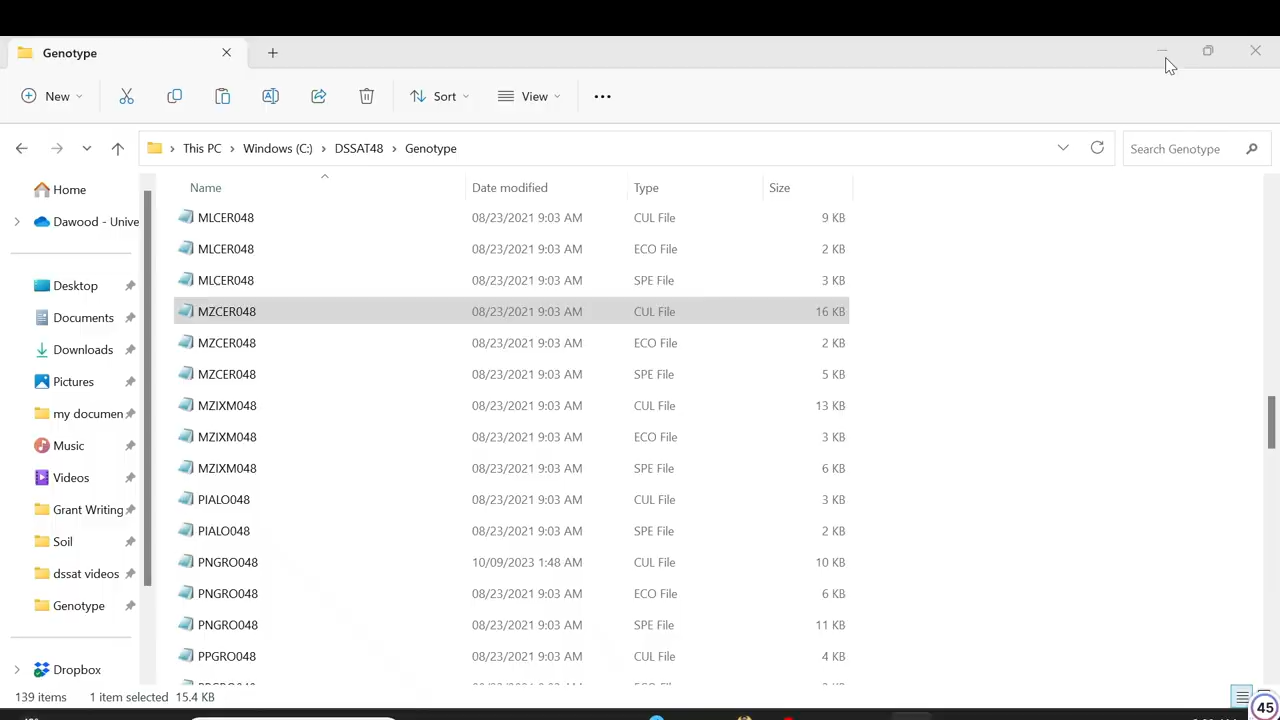 Genotype
New
Sort
View
This PC > Windows (C:) > DSSAT48 > Genotype
Search Genotype
Home
Dawood - Unive
Desktop
Documents
Downloads
Pictures
my documen
Music
Videos
Grant Writing
Soil
dssat videos
Genotype
Dropbox
Name Date modified Type Size
MLCER048 08/23/2021 9:03 AM CUL File 9 KB
MLCER048 08/23/2021 9:03 AM ECO File 2 KB
MLCER048 08/23/2021 9:03 AM SPE File 3 KB
MZCER048 08/23/2021 9:03 AM CUL File 16 KB
MZCER048 08/23/2021 9:03 AM ECO File 2 KB
MZCER048 08/23/2021 9:03 AM SPE File 5 KB
MZIXM048 08/23/2021 9:03 AM CUL File 13 KB
MZIXM048 08/23/2021 9:03 AM ECO File 3 KB
MZIXM048 08/23/2021 9:03 AM SPE File 6 KB
PIALO048 08/23/2021 9:03 AM CUL File 3 KB
PIALO048 08/23/2021 9:03 AM SPE File 2 KB
PNGRO048 10/09/2023 1:48 AM CUL File 10 KB
PNGRO048 08/23/2021 9:03 AM ECO File 6 KB
PNGRO048 08/23/2021 9:03 AM SPE File 11 KB
PPGRO048 08/23/2021 9:03 AM CUL File 4 KB
139 items 1 item selected 15.4 KB
45